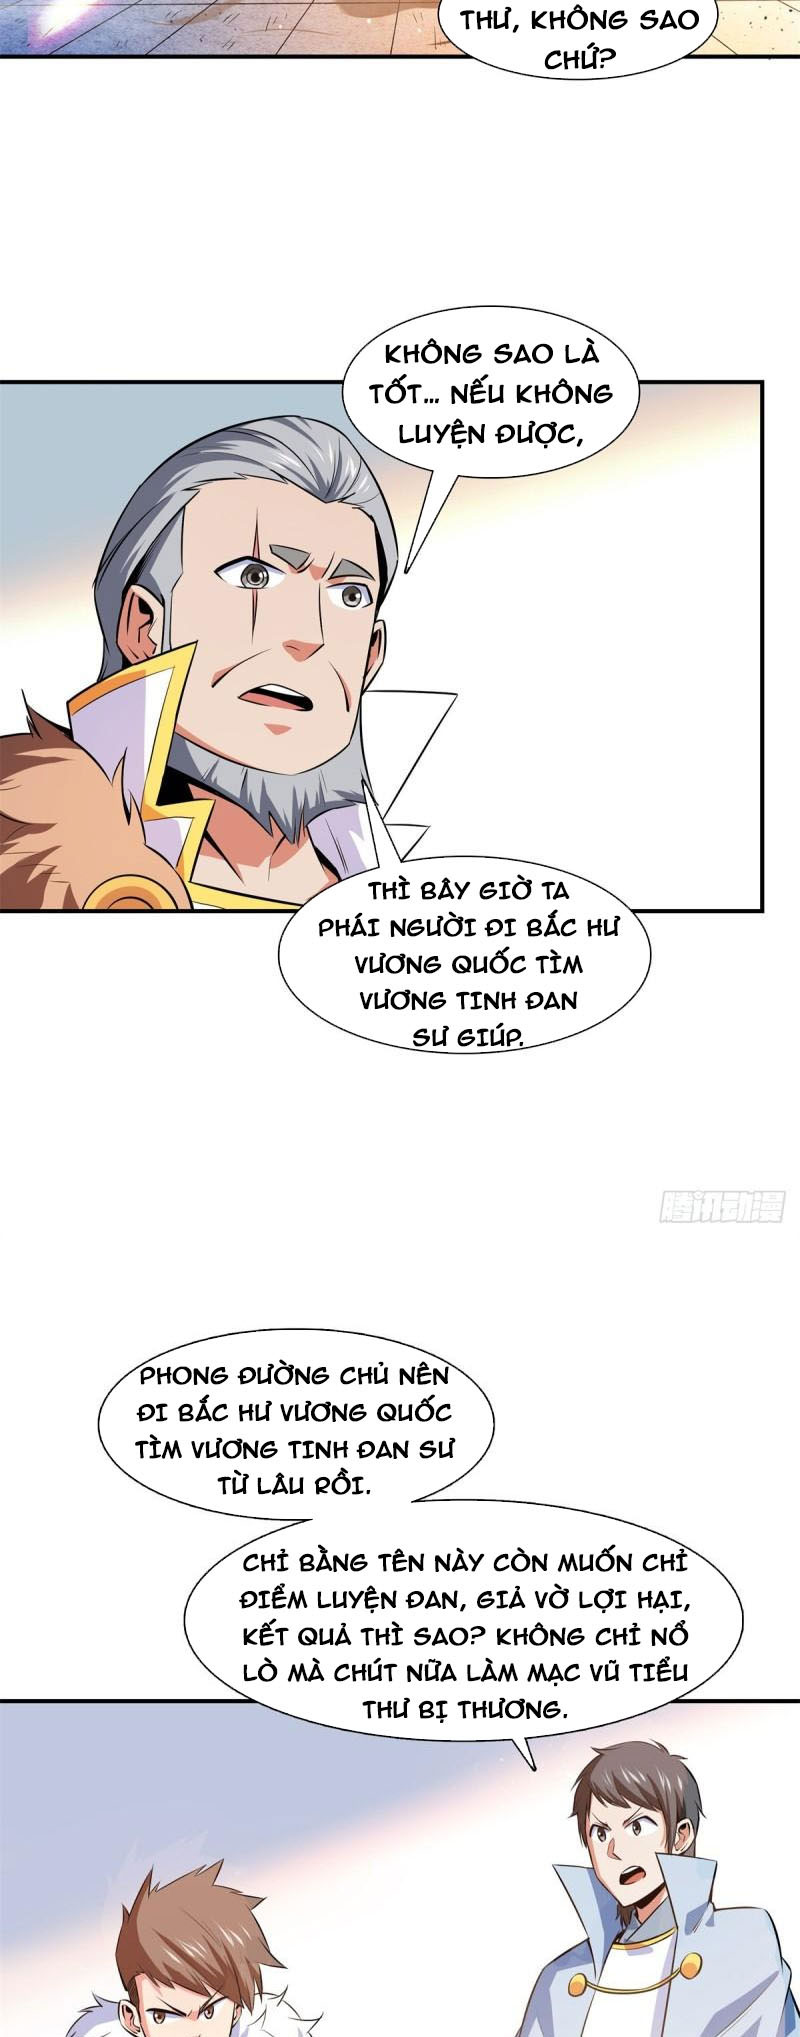 THƯ, KHÔNG SAO
CHỨ?
KHÔNG SAO LÀ
TỐT... NẾU KHÔNG
LUYỆN ĐƯỢC,
THÌ BÂY GIỜ TA
PHÁI NGƯỜI ĐI BẮC HƯ
VƯƠNG QUỐC TÌM
VƯƠNG TINH ĐAN
SƯ GIÚP.
腾讯动漫
PHONG ĐƯỜNG CHỦ NÊN
ĐI BẮC HƯ VƯƠNG QUỐC
TÌM VƯƠNG TINH ĐAN SƯ
TỪ LÂU RỒI.
CHỈ BẰNG TÊN NÀY CÒN MUỐN CHỈ
ĐIỂM LUYỆN ĐAN, GIẢ VỜ LỢI HẠI,
KẾT QUẢ THÌ SAO? KHÔNG CHỈ NỔ
LÒ MÀ CHÚT NỮA LÀM MẠC VŨ TIỂU
THƯ BỊ THƯƠNG.